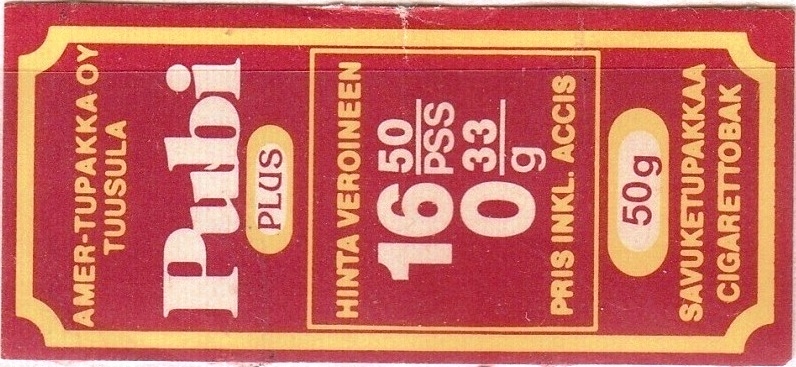 AMER-TUPAKKA OY
TUUSULA
Pubi
PLUS
HINTA VEROINEEN
16 50/PSS
0 33/g
PRIS INKL. ACCIS
50g
SAVUKETUPAKKAA
CIGARETTOBAK